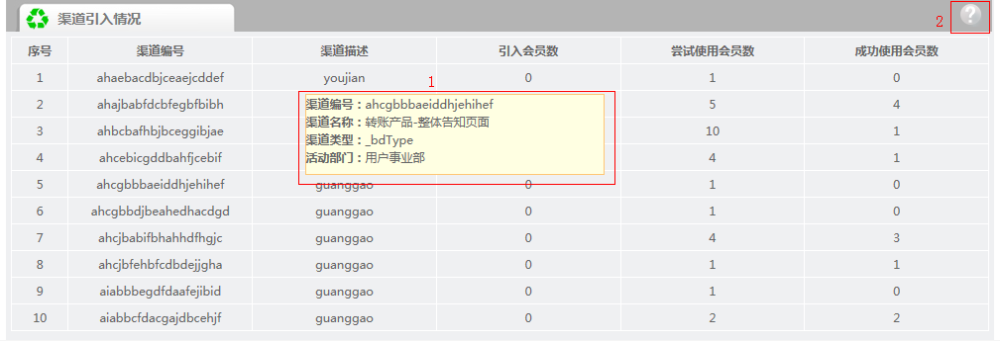 渠道引入情况
2
序号 渠道编号 渠道描述 引入会员数 尝试使用会员数 成功使用会员数
1 ahaebacdbjceaejcddef youjian 0 1 0
1
2 ahajbabfdcbfegbfbibh 5 4
渠道编号：ahcgbbbaeiddhjehihef
渠道名称：转账产品-整体告知页面
3 ahbcbafhbjbceggibjae 10 1
渠道类型：_bdType
4 ahcebicgddbahfjcebif 4 1
活动部门：用户事业部
5 ahcgbbbaeiddhjehihef guanggao 0 1 0
6 ahcgbbdjbeahedhacdgd guanggao 0 1 0
7 ahcjbabifbhahhdfhgjc guanggao 0 4 3
8 ahcjbfehbfcdbdejjgha guanggao 0 1 1
9 aiabbbegdfdaafejibid guanggao 0 1 0
10 aiabbcfdacgajdbcehjf guanggao 0 2 2